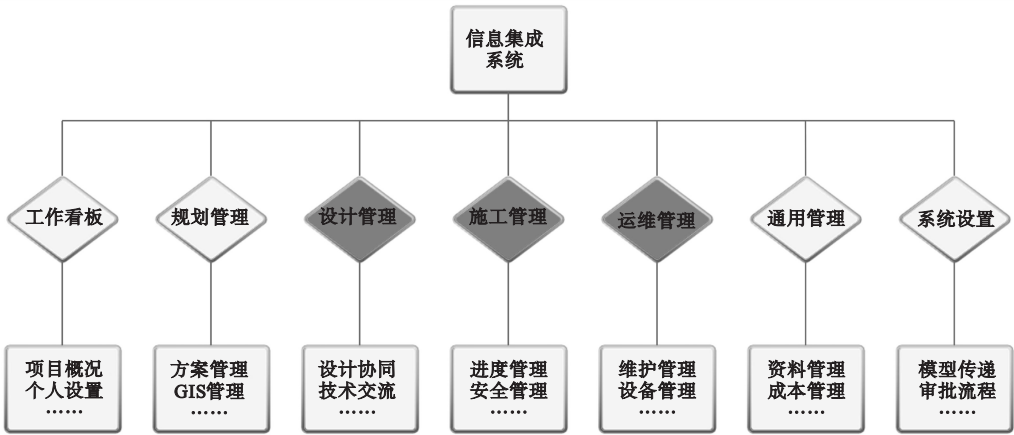 信息集成
系统
工作看板
规划管理
设计管理
施工管理
运维管理
通用管理
系统设置
项目概况
个人设置
……
方案管理
GIS管理
……
设计协同
技术交流
……
进度管理
安全管理
……
维护管理
设备管理
……
资料管理
成本管理
……
模型传递
审批流程
……